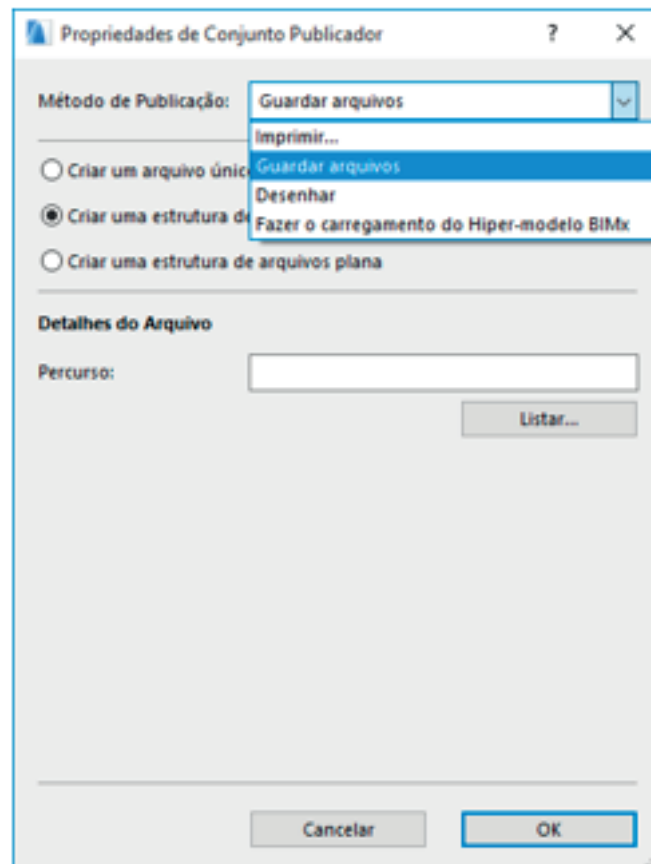 Propriedades de Conjunto Publicador ? X
Método de Publicação: Guardar arquivos
Imprimir...
Criar um arquivo únic Guardar arquivos
Desenhar
Criar uma estrutura de Fazer o carregamento do Hiper-modelo BIMx
Criar uma estrutura de arquivos plana
Detalhes do Arquivo
Percurso:
Listar...
Cancelar OK